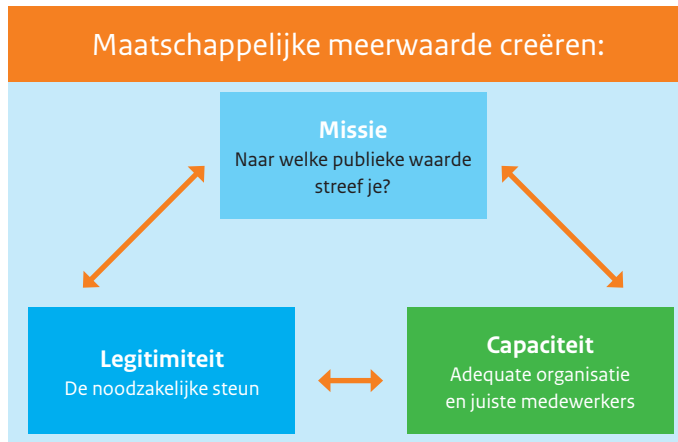 Maatschappelijke meerwaarde creëren:
Missie
Naar welke publieke waarde
streef je?
Legitimiteit
De noodzakelijke steun
Capaciteit
Adequate organisatie
en juiste medewerkers